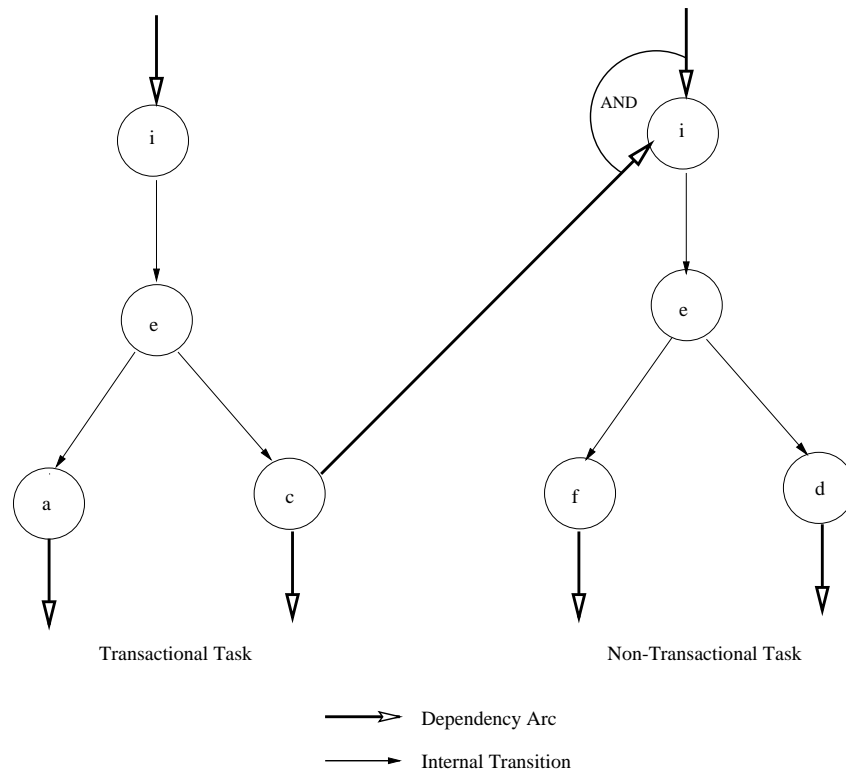 AND
i
i
e
e
a
c
f
d
Transactional Task
Non-Transactional Task
Dependency Arc
Internal Transition